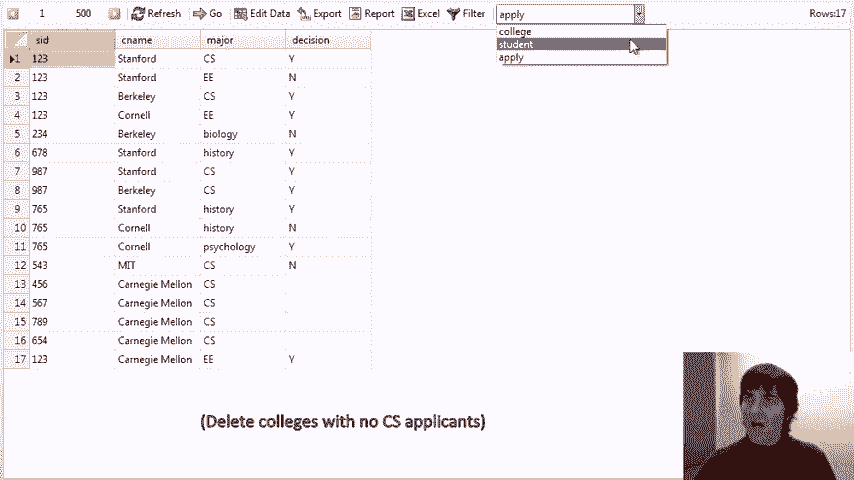 1 500 Refresh Go Edit Data Export Report Excel Filter apply Rows:17
college
student
apply
sid cname major decision
1 123 Stanford CS Y
2 123 Stanford EE N
3 123 Berkeley CS Y
4 123 Cornell EE Y
5 234 Berkeley biology N
6 678 Stanford history Y
7 987 Stanford CS Y
8 987 Berkeley CS Y
9 765 Stanford history Y
10 765 Cornell history N
11 765 Cornell psychology Y
12 543 MIT CS N
13 456 Carnegie Mellon CS
14 567 Carnegie Mellon CS
15 789 Carnegie Mellon CS
16 654 Carnegie Mellon CS
17 123 Carnegie Mellon EE Y
(Delete colleges with no CS applicants)